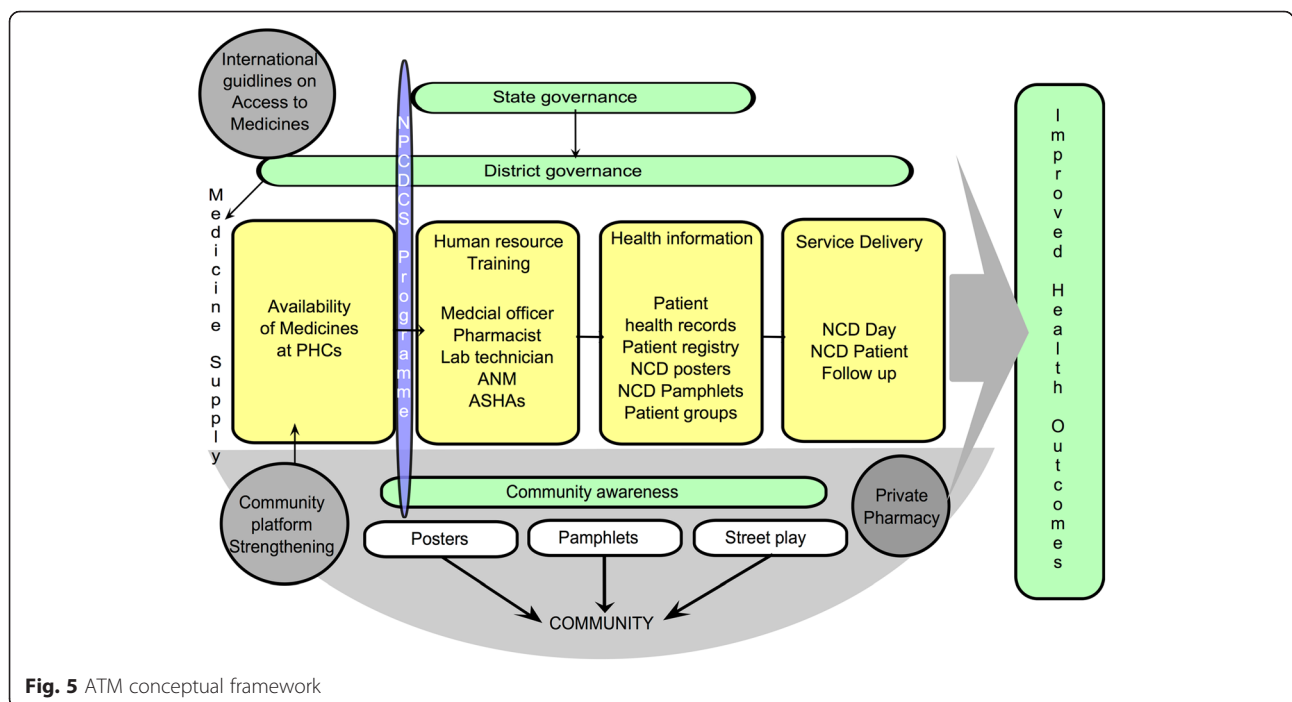 International
guidlines on
Access to
Medicines
State governance
District governance
Medicine Supply
NPCDCS Programme
Availability
of Medicines
at PHCs
Human resource
Training
Medcial officer
Pharmacist
Lab technician
ANM
ASHAs
Health information
Patient
health records
Patient registry
NCD posters
NCD Pamphlets
Patient groups
Service Delivery
NCD Day
NCD Patient
Follow up
Improved Health Outcomes
Community
platform
Strengthening
Community awareness
Private
Pharmacy
Posters
Pamphlets
Street play
COMMUNITY
Fig. 5 ATM conceptual framework